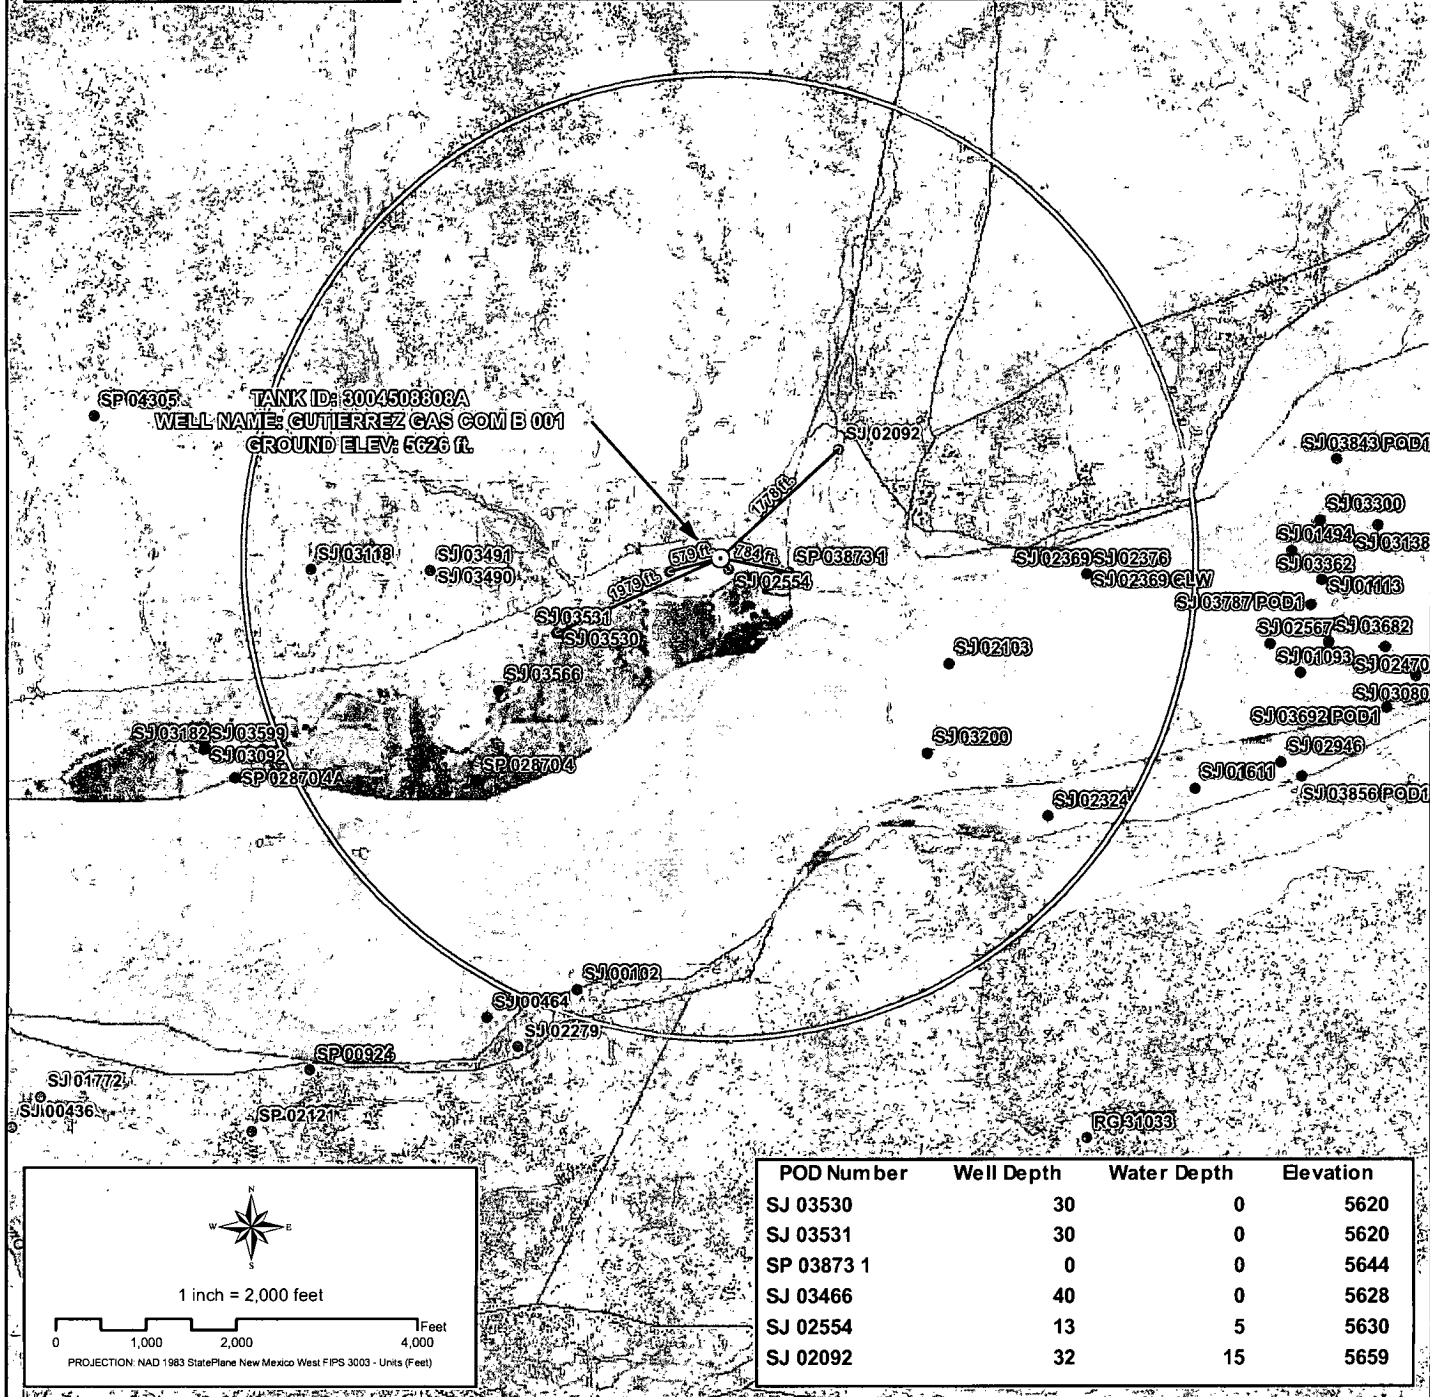 SP 04305
TANK ID: 3004508808A
WELL NAME: GUTIERREZ GAS COM B 001
GROUND ELEV: 5626 ft.
SJ 02092
SJ 03843 POD1
1778 ft.
SJ 03300
SJ 01494
SJ 03138
SJ 03118
SJ 03491
SJ 03490
579 ft.
784 ft.
SP 03873 1
SJ 02554
1979 ft.
SJ 02369
SJ 02376
SJ 02369 CLW
SJ 03362
SJ 01113
SJ 03787 POD1
SJ 03531
SJ 03530
SJ 02567
SJ 03682
SJ 02103
SJ 01093
SJ 02470
SJ 03566
SJ 03080
SJ 03692 POD1
SJ 03182
SJ 03599
SJ 03092
SJ 03200
SJ 02946
SP 02870 4
SP 02870 4A
SJ 01611
SJ 03856 POD1
SJ 02324
SJ 00102
SJ 00464
SJ 02279
SP 00924
SJ 01772
SJ 00436
SP 02121
RG 31033
N
W E
S
1 inch = 2,000 feet
Feet
0 1,000 2,000 4,000
PROJECTION: NAD 1983 StatePlane New Mexico West FIPS 3003 - Units (Feet)
POD Number Well Depth Water Depth Elevation
SJ 03530 30 0 5620
SJ 03531 30 0 5620
SP 03873 1 0 0 5644
SJ 03466 40 0 5628
SJ 02554 13 5 5630
SJ 02092 32 15 5659